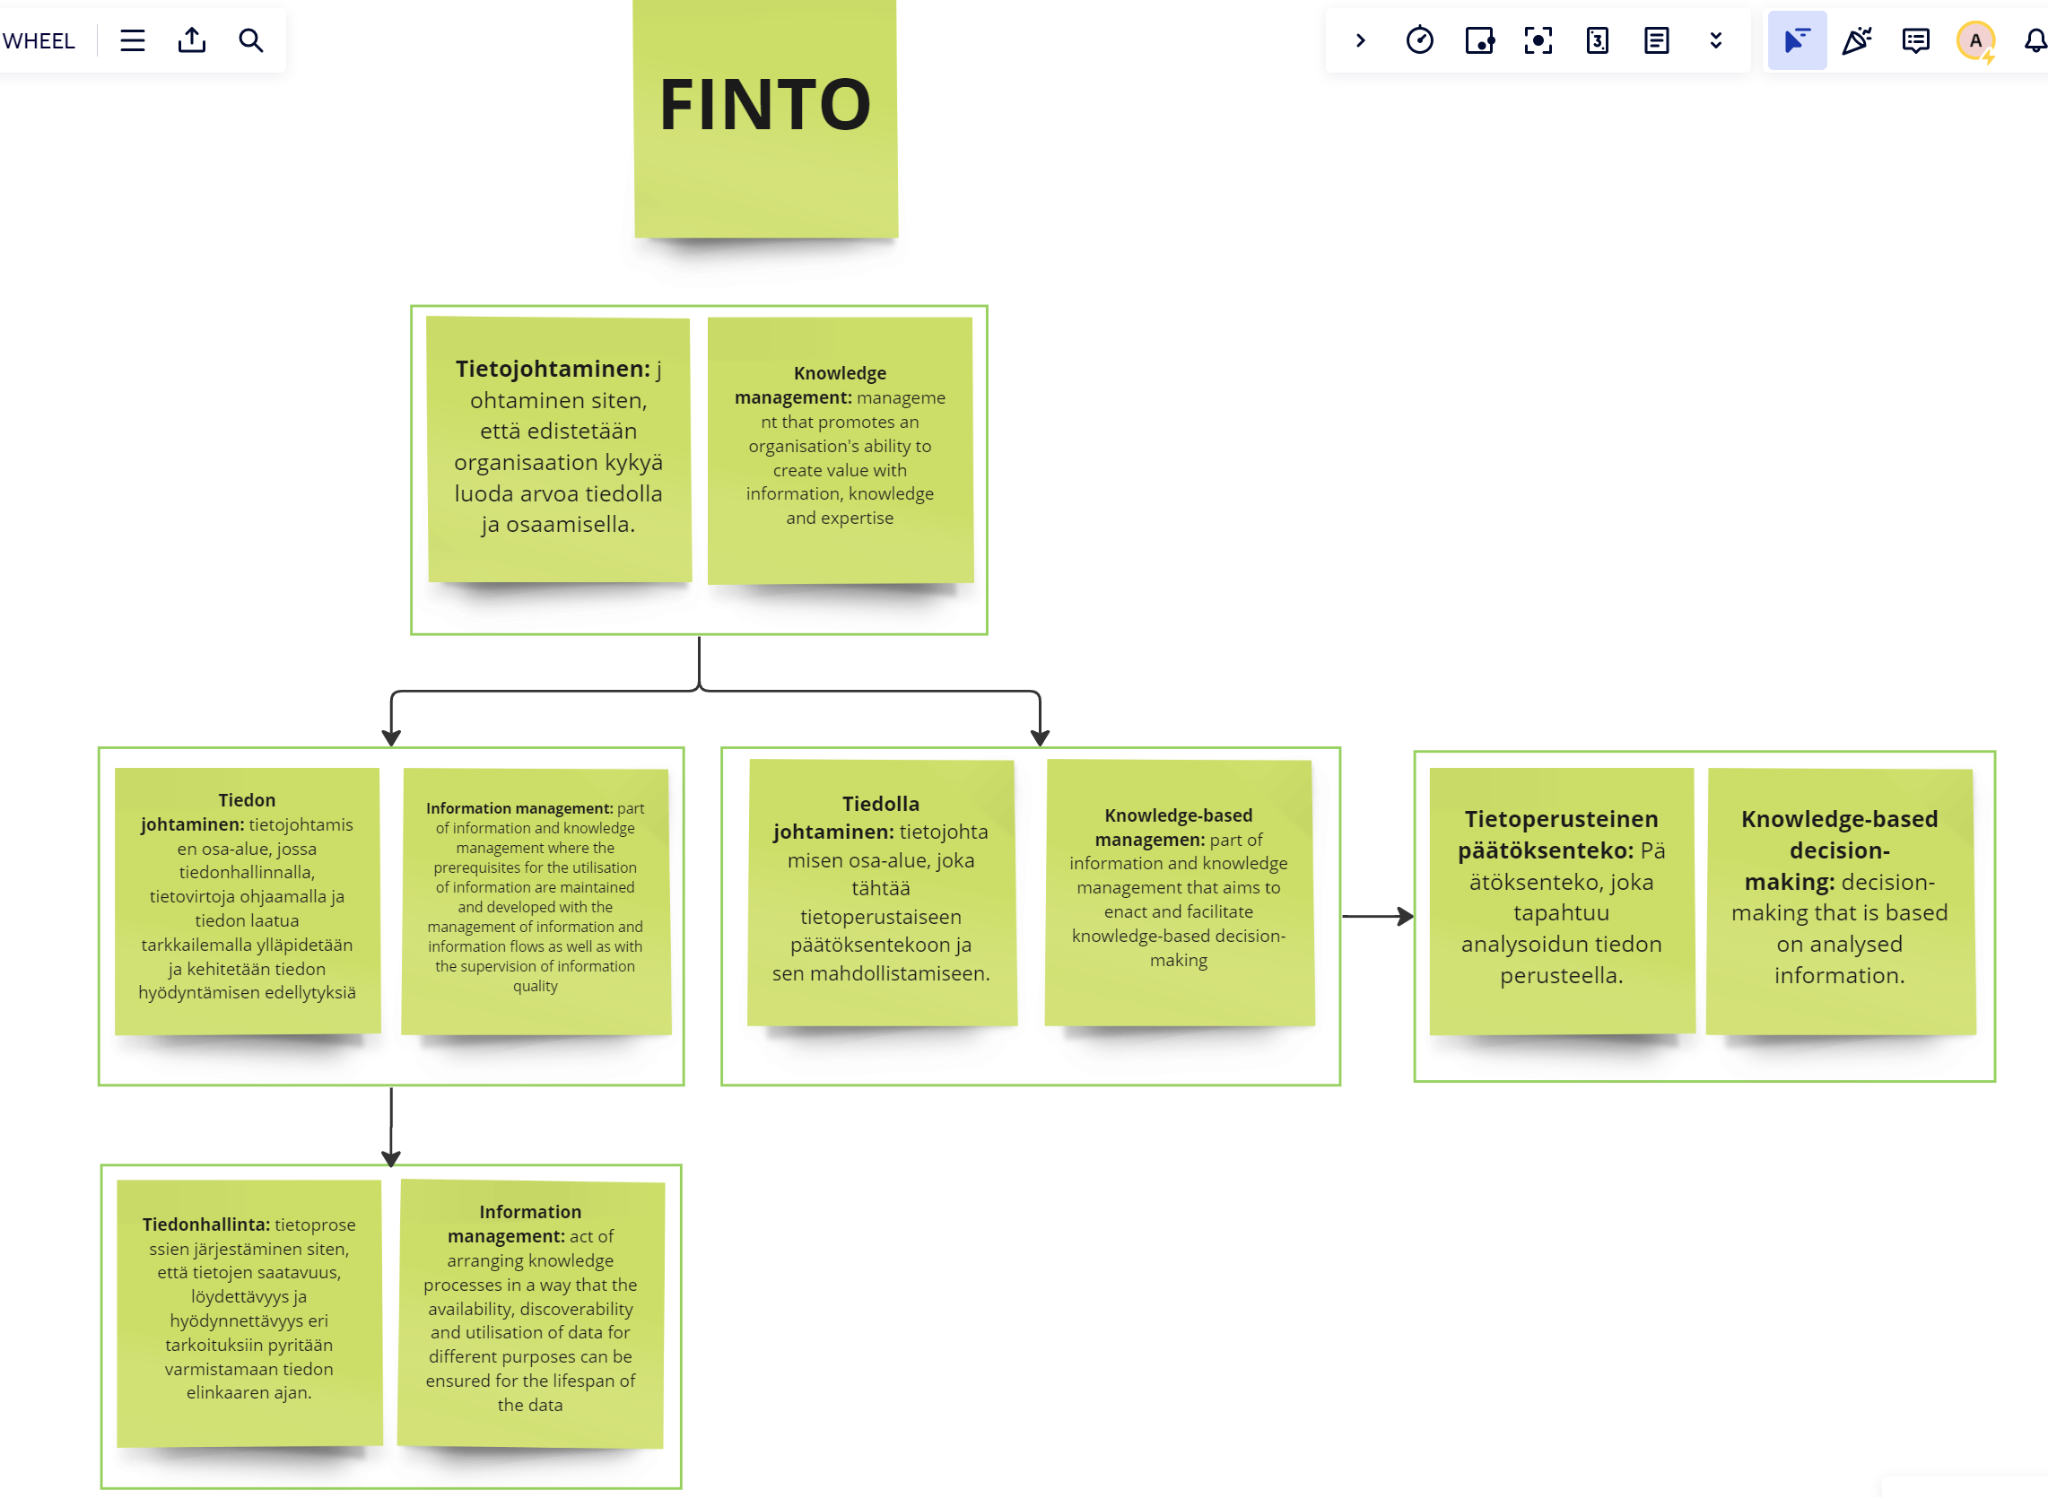 WHEEL
3
A
FINTO
Tietojohtaminen: j
ohtaminen siten,
että edistetään
organisaation kykyä
luoda arvoa tiedolla
ja osaamisella.
Knowledge
management: manageme
nt that promotes an
organisation's ability to
create value with
information, knowledge
and expertise
Tiedon
johtaminen: tietojohtamis
en osa-alue, jossa
tiedonhallinnalla,
tietovirtoja ohjaamalla ja
tiedon laatua
tarkkailemalla ylläpidetään
ja kehitetään tiedon
hyödyntämisen edellytyksiä
Information management: part
of information and knowledge
management where the
prerequisites for the utilisation
of information are maintained
and developed with the
management of information and
information flows as well as with
the supervision of information
quality
Tiedolla
johtaminen: tietojohta
misen osa-alue, joka
tähtää
tietoperustaiseen
päätöksentekoon ja
sen mahdollistamiseen.
Knowledge-based
managemen: part of
information and knowledge
management that aims to
enact and facilitate
knowledge-based decision-
making
Tietoperusteinen
päätöksenteko: Pä
ätöksenteko, joka
tapahtuu
analysoidun tiedon
perusteella.
Knowledge-based
decision-
making: decision-
making that is based
on analysed
information.
Tiedonhallinta: tietoprose
ssien järjestäminen siten,
että tietojen saatavuus,
löydettävyys ja
hyödynnettävyys eri
tarkoituksiin pyritään
varmistamaan tiedon
elinkaaren ajan.
Information
management: act of
arranging knowledge
processes in a way that the
availability, discoverability
and utilisation of data for
different purposes can be
ensured for the lifespan of
the data